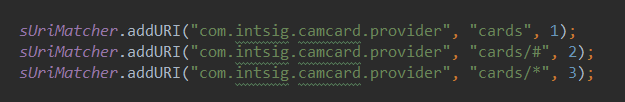 sUriMatcher.addURI("com.intsig.camcard.provider", "cards", 1);
sUriMatcher.addURI("com.intsig.camcard.provider", "cards/#", 2);
sUriMatcher.addURI("com.intsig.camcard.provider", "cards/*", 3);